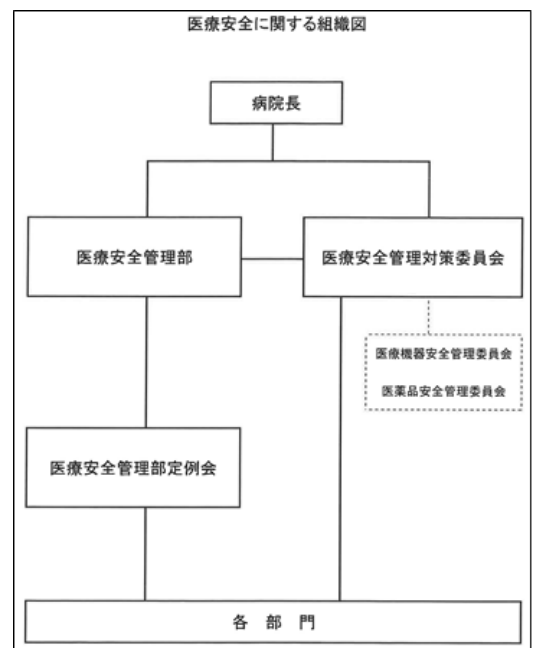 医療安全に関する組織図
病院長
医療安全管理部
医療安全管理対策委員会
医療機器安全管理委員会
医薬品安全管理委員会
医療安全管理部定例会
各 部 門